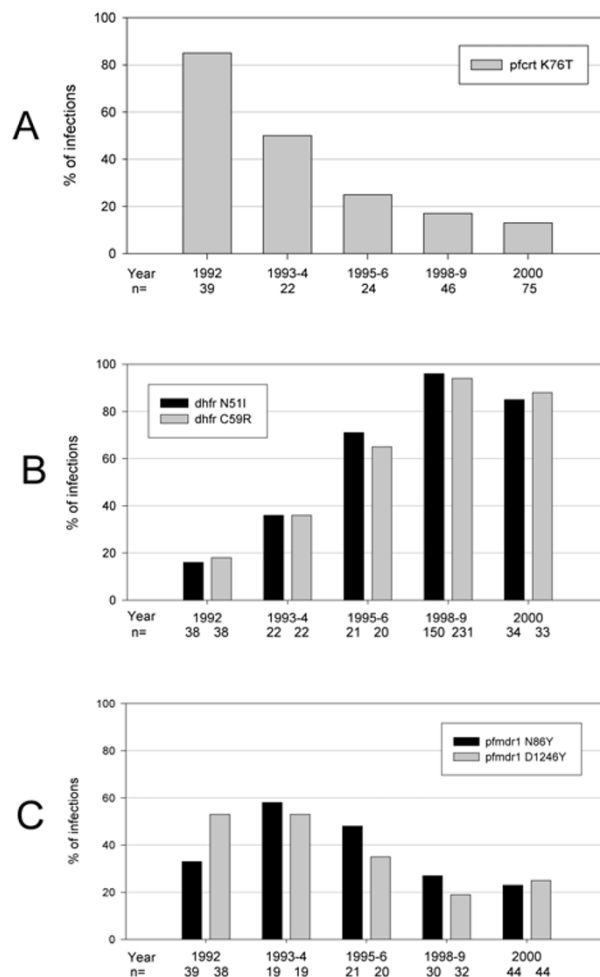 A
% of infections
100
80
60
40
20
0
pfcrt K76T
Year 1992 1993-4 1995-6 1998-9 2000
n= 39 22 24 46 75
B
% of infections
100
80
60
40
20
0
dhfr N51I
dhfr C59R
Year 1992 1993-4 1995-6 1998-9 2000
n= 38 38 22 22 21 20 150 231 34 33
C
% of infections
100
80
60
40
20
0
pfmdr1 N86Y
pfmdr1 D1246Y
Year 1992 1993-4 1995-6 1998-9 2000
n= 39 38 19 19 21 20 30 32 44 44